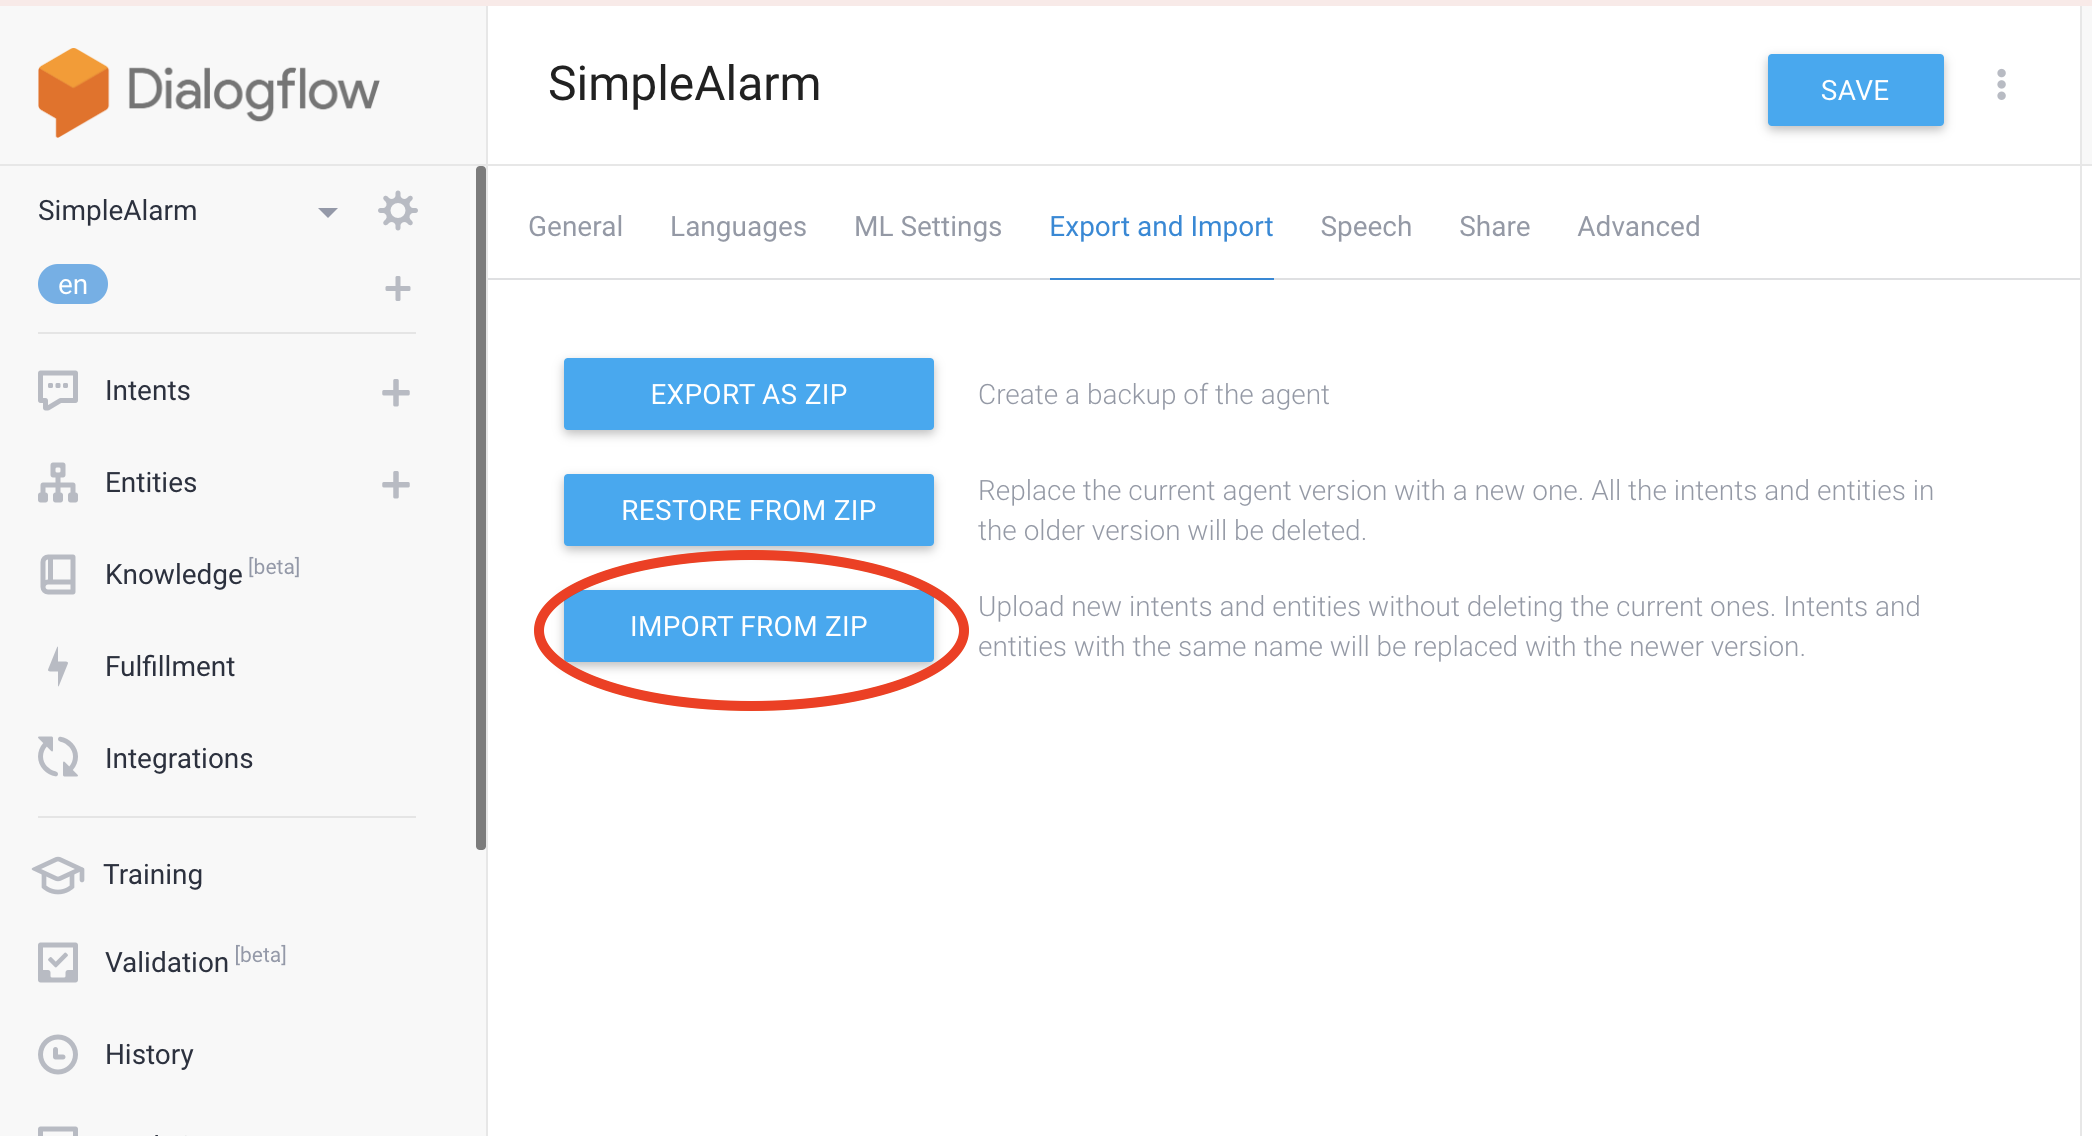 Dialogflow
SimpleAlarm
SAVE
SimpleAlarm
en
Intents
Entities
Knowledge [beta]
Fulfillment
Integrations
Training
Validation [beta]
History
General Languages ML Settings Export and Import Speech Share Advanced
EXPORT AS ZIP
Create a backup of the agent
RESTORE FROM ZIP
Replace the current agent version with a new one. All the intents and entities in
the older version will be deleted.
IMPORT FROM ZIP
Upload new intents and entities without deleting the current ones. Intents and
entities with the same name will be replaced with the newer version.